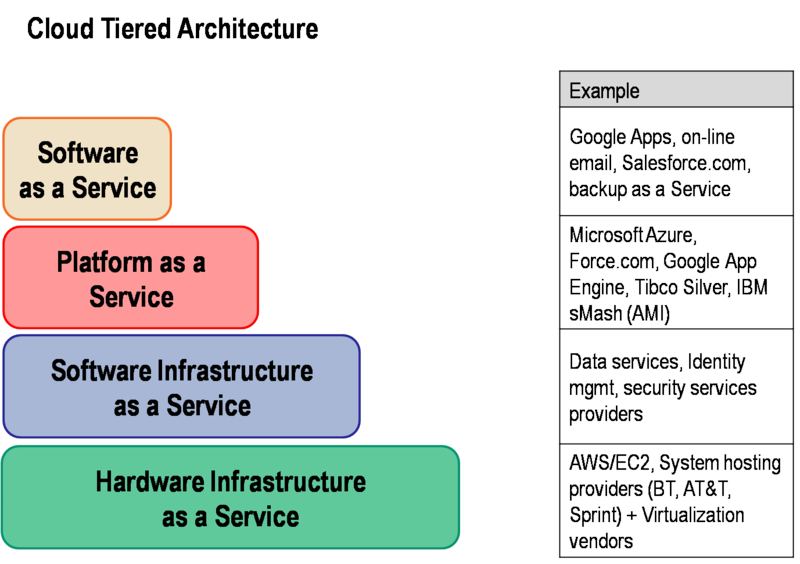 Cloud Tiered Architecture
Example
Software
as a Service
Google Apps, on-line
email, Salesforce.com,
backup as a Service
Platform as a
Service
Microsoft Azure,
Force.com, Google App
Engine, Tibco Silver, IBM
sMash (AMI)
Software Infrastructure
as a Service
Data services, Identity
mgmt, security services
providers
Hardware Infrastructure
as a Service
AWS/EC2, System hosting
providers (BT, AT&T,
Sprint) + Virtualization
vendors